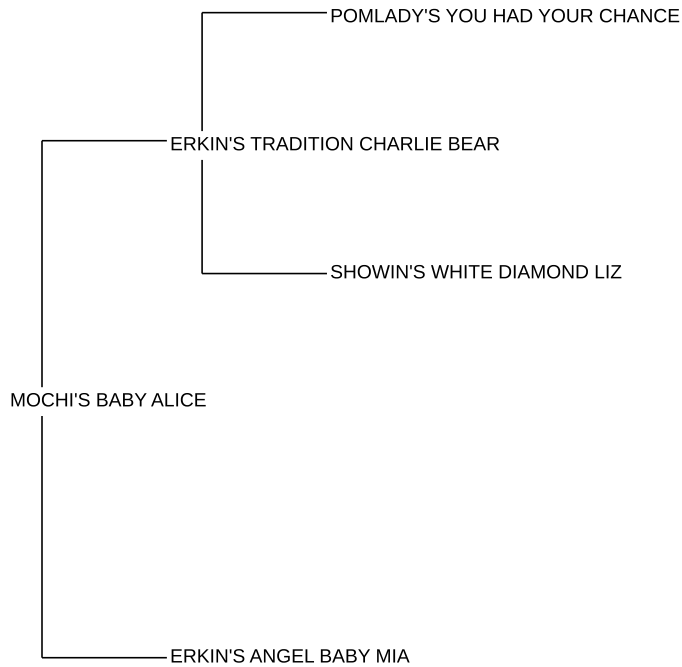 POMLADY'S YOU HAD YOUR CHANCE
ERKIN'S TRADITION CHARLIE BEAR
SHOWIN'S WHITE DIAMOND LIZ
MOCHI'S BABY ALICE
ERKIN'S ANGEL BABY MIA